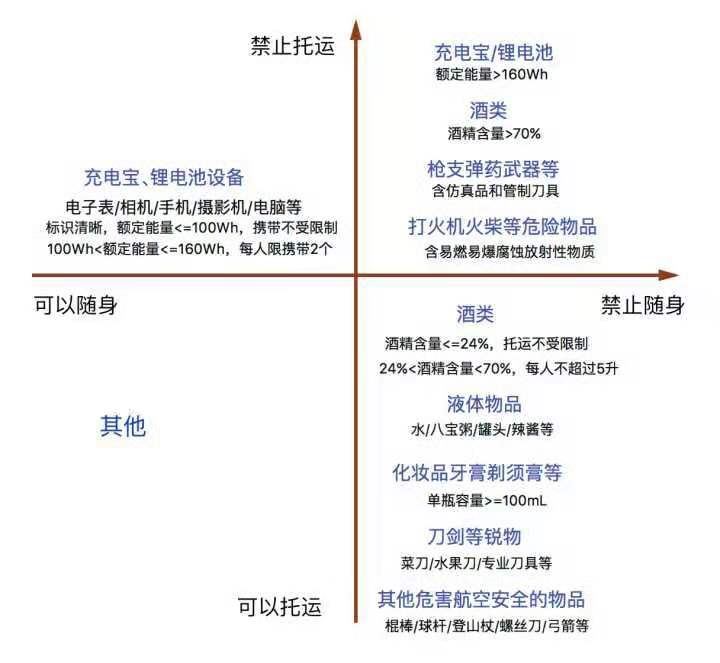 禁止托运
充电宝/锂电池
额定能量>160Wh
酒类
酒精含量>70%
枪支弹药武器等
含仿真品和管制刀具
打火机火柴等危险物品
含易燃易爆腐蚀放射性物质
充电宝、锂电池设备
电子表/相机/手机/摄影机/电脑等
标识清晰，额定能量<=100Wh，携带不受限制
100Wh<额定能量<=160Wh，每人限携带2个
可以随身
禁止随身
酒类
酒精含量<=24%，托运不受限制
24%<酒精含量<70%，每人不超过5升
液体物品
水/八宝粥/罐头/辣酱等
其他
化妆品牙膏剃须膏等
单瓶容量>=100mL
刀剑等锐物
菜刀/水果刀/专业刀具等
可以托运
其他危害航空安全的物品
棍棒/球杆/登山杖/螺丝刀/弓箭等